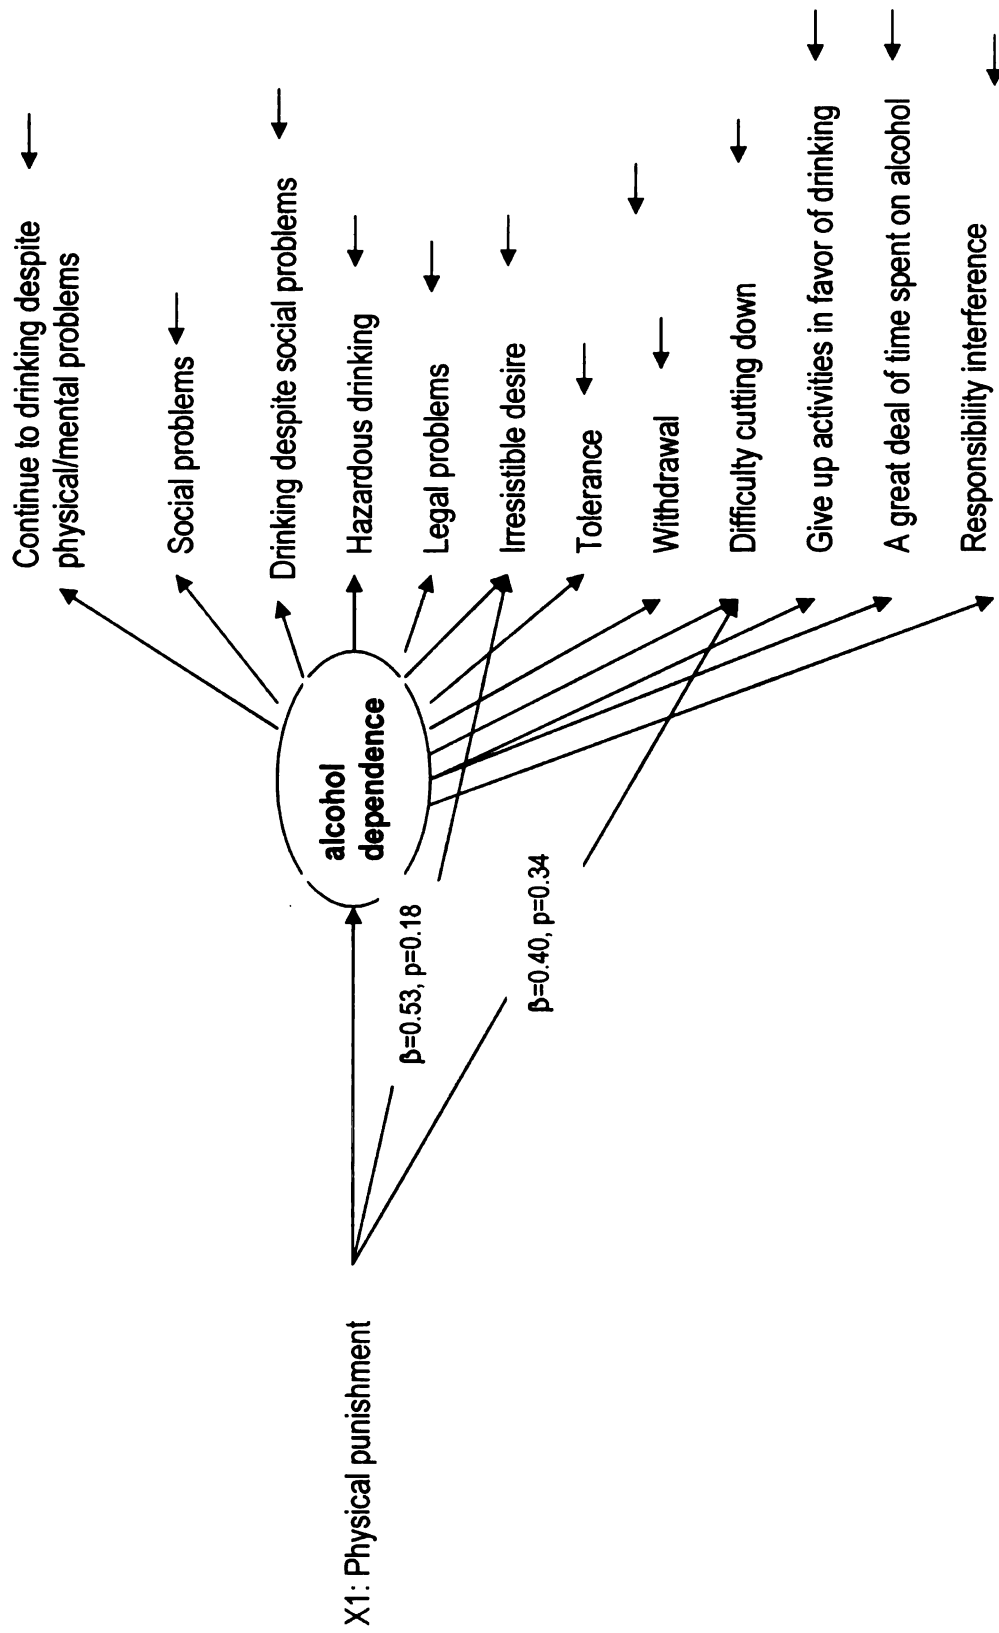 Continue to drinking despite
physical/mental problems
Social problems
Drinking despite social problems
Hazardous drinking
Legal problems
Irresistible desire
Tolerance
Withdrawal
Difficulty cutting down
Give up activities in favor of drinking
A great deal of time spent on alcohol
Responsibility interference
alcohol
dependence
β=0.53, p=0.18
β=0.40, p=0.34
X1: Physical punishment